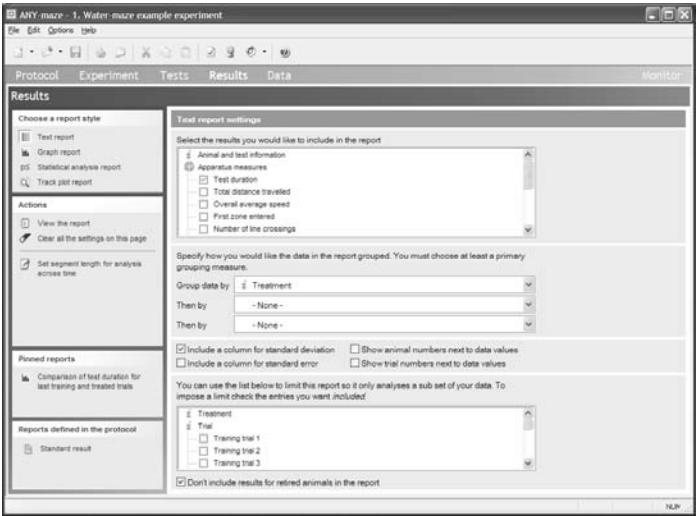 ANY-maze - 1. Water-maze example experiment
File Edit Options Help
Protocol Experiment Tests Results Data Monitor
Results
Choose a report style
Text report
Graph report
Statistical analysis report
Track plot report
Actions
View the report
Clear all the settings on this page
Set segment length for analysis
across time
Pinned reports
Comparison of test duration for
last training and treated trials
Reports defined in the protocol
Standard result
Text report settings
Select the results you would like to include in the report
Animal and test information
Apparatus measures
Test duration
Total distance travelled
Overall average speed
First zone entered
Number of line crossings
Specify how you would like the data in the report grouped. You must choose at least a primary
grouping measure.
Group data by Treatment
Then by - None -
Then by - None -
Include a column for standard deviation Show animal numbers next to data values
Include a column for standard error Show trial numbers next to data values
You can use the list below to limit this report so it only analyses a sub set of your data. To
impose a limit check the entries you want included.
Treatment
Trial
Training trial 1
Training trial 2
Training trial 3
Don't include results for retired animals in the report
NUM